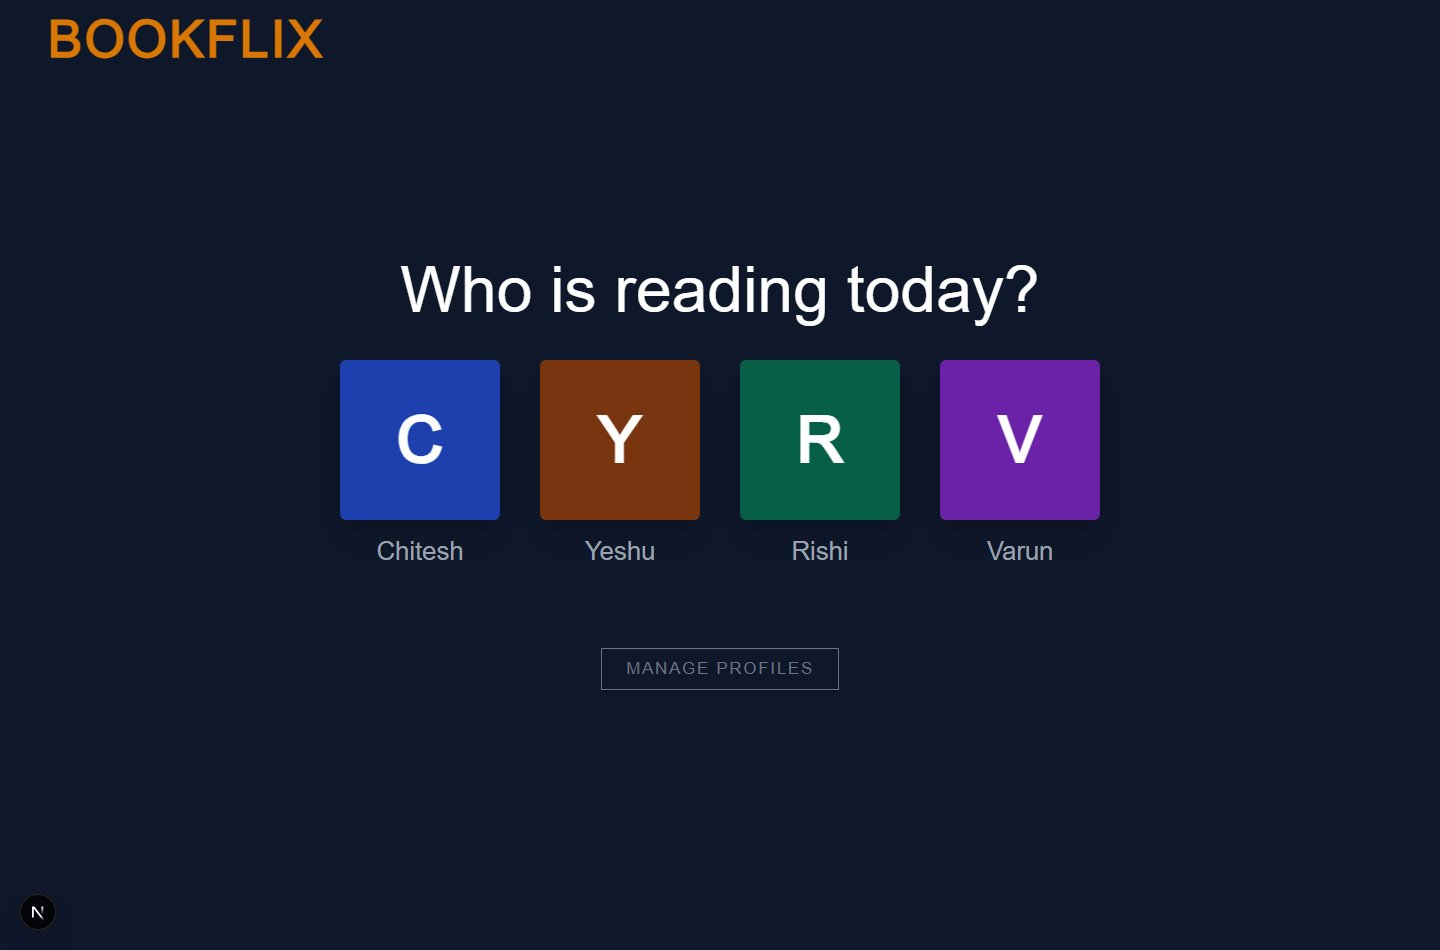 BOOKFLIX
Who is reading today?
C Y R V
Chitesh Yeshu Rishi Varun
MANAGE PROFILES
N